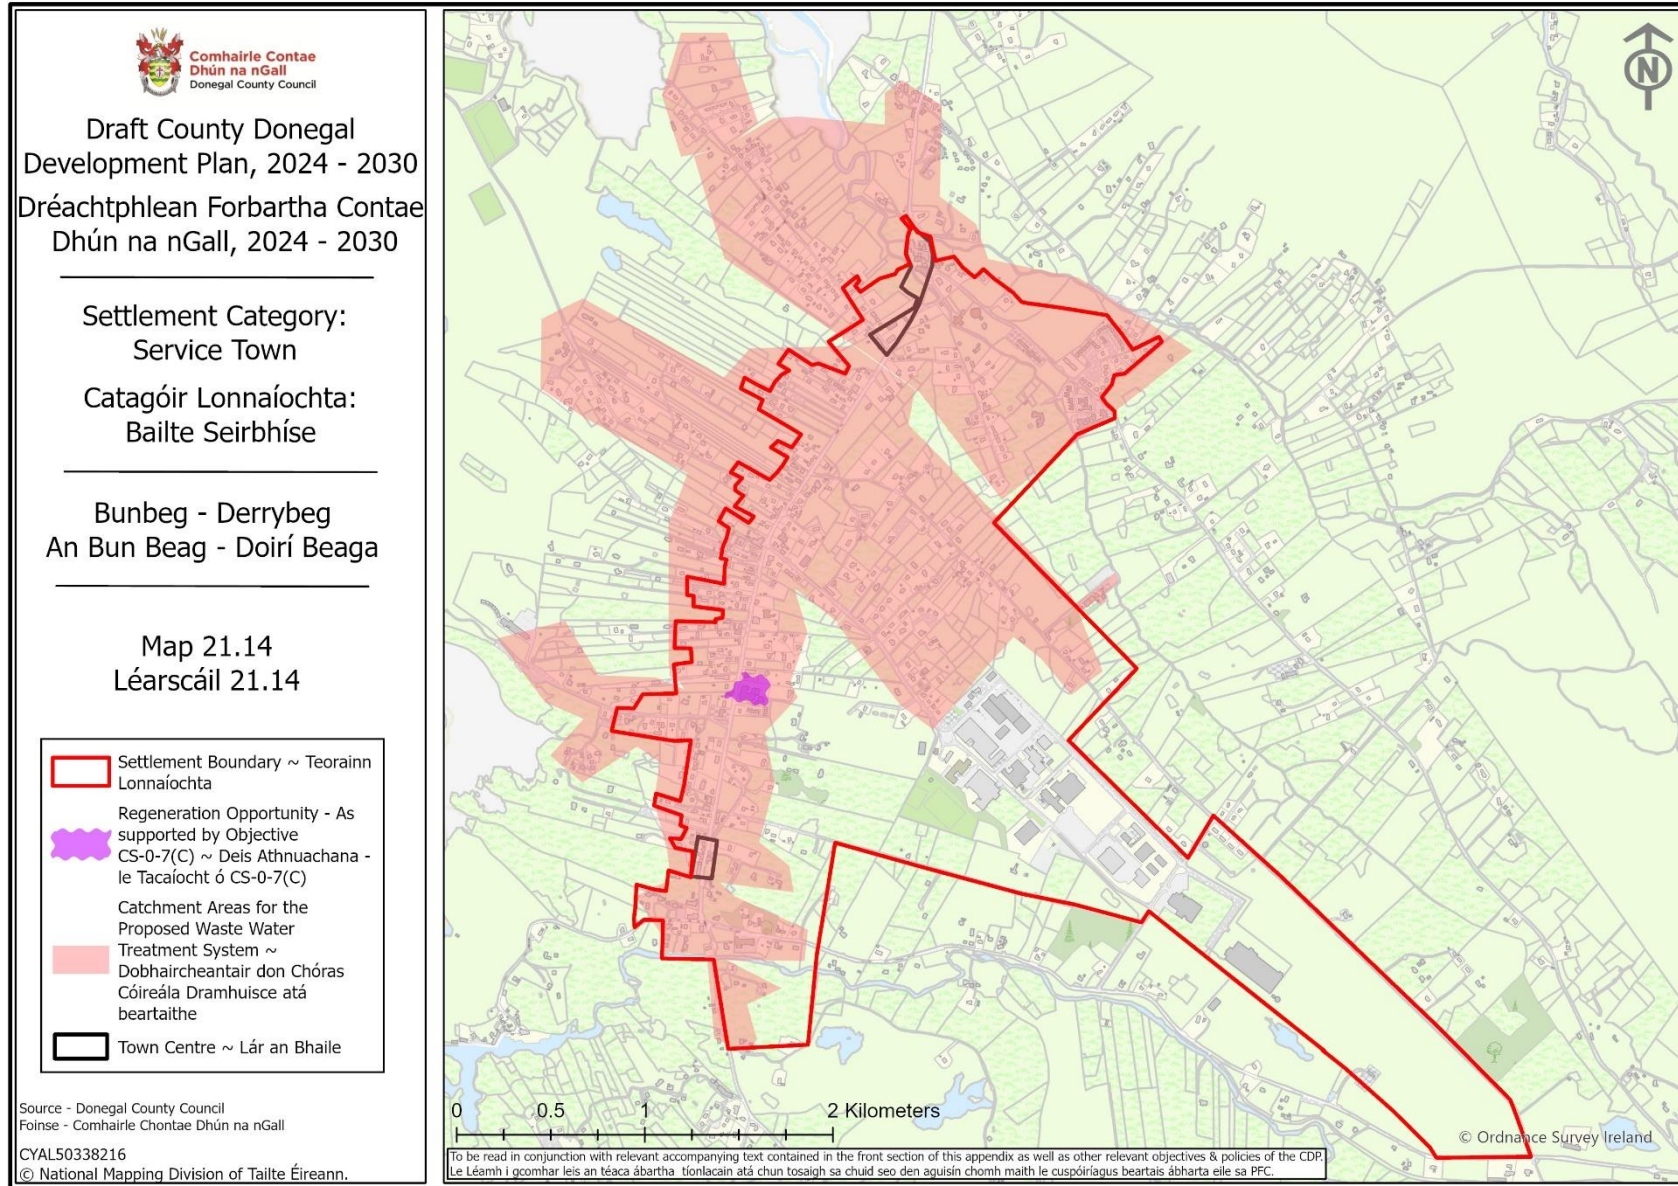 Comhairle Contae
Dhún na nGall
Donegal County Council
Draft County Donegal
Development Plan, 2024 - 2030
Dréachtphlean Forbartha Contae
Dhún na nGall, 2024 - 2030
Settlement Category:
Service Town
Catagóir Lonnaíochta:
Bailte Seirbhíse
Bunbeg - Derrybeg
An Bun Beag - Doirí Beaga
Map 21.14
Léarscáil 21.14
Settlement Boundary ~ Teorainn
Lonnaíochta
Regeneration Opportunity - As
supported by Objective
CS-0-7(C) ~ Deis Athnuachana -
le Tacaíocht ó CS-0-7(C)
Catchment Areas for the
Proposed Waste Water
Treatment System ~
Dobhaircheantair don Chóras
Cóireála Dramhuisce atá
beartaithe
Town Centre ~ Lár an Bhaile
Source - Donegal County Council
Foinse - Comhairle Chontae Dhún na nGall
CYAL50338216
© National Mapping Division of Tailte Éireann.
N
0 0.5 1 2 Kilometers
© Ordnance Survey Ireland
To be read in conjunction with relevant accompanying text contained in the front section of this appendix as well as other relevant objectives & policies of the CDP.
Le Léamh i gcomhar leis an téaca ábartha tíonlacain atá chun tosaigh sa chuid seo den aguisín chomh maith le cuspóiríagus beartais ábharta eile sa PFC.